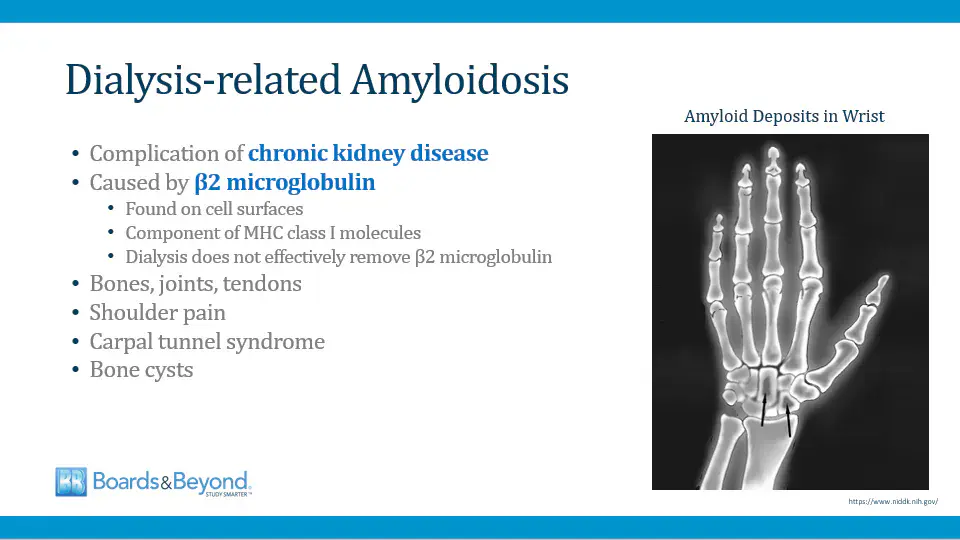 Dialysis-related Amyloidosis
Amyloid Deposits in Wrist
• Complication of chronic kidney disease
• Caused by β2 microglobulin
• Found on cell surfaces
• Component of MHC class I molecules
• Dialysis does not effectively remove β2 microglobulin
• Bones, joints, tendons
• Shoulder pain
• Carpal tunnel syndrome
• Bone cysts
BB Boards&Beyond.
STUDY SMARTER™
https://www.niddk.nih.gov/